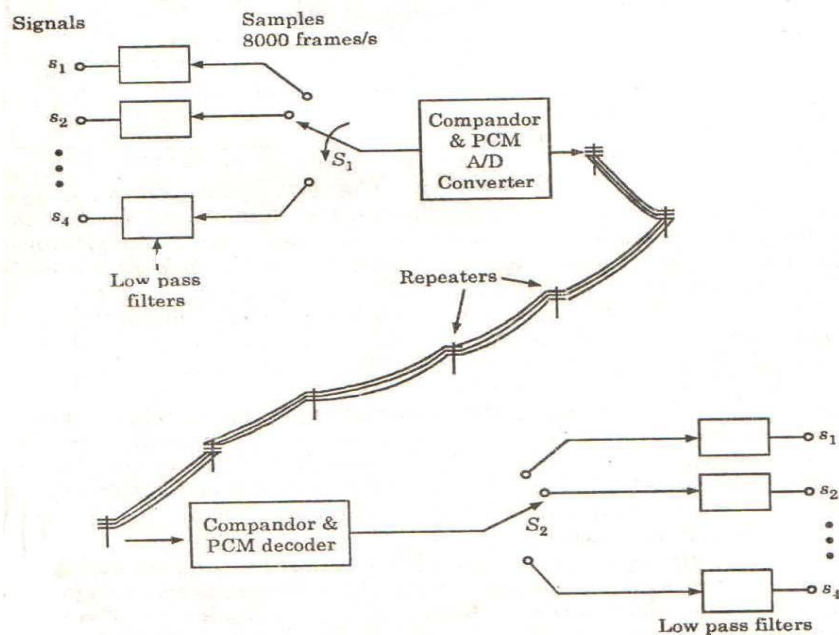 Signals
Samples
8000 frames/s
s1
s2
s4
S1
Compandor
& PCM
A/D
Converter
Low pass
filters
Repeaters
Compandor &
PCM decoder
S2
s1
s2
s4
Low pass filters